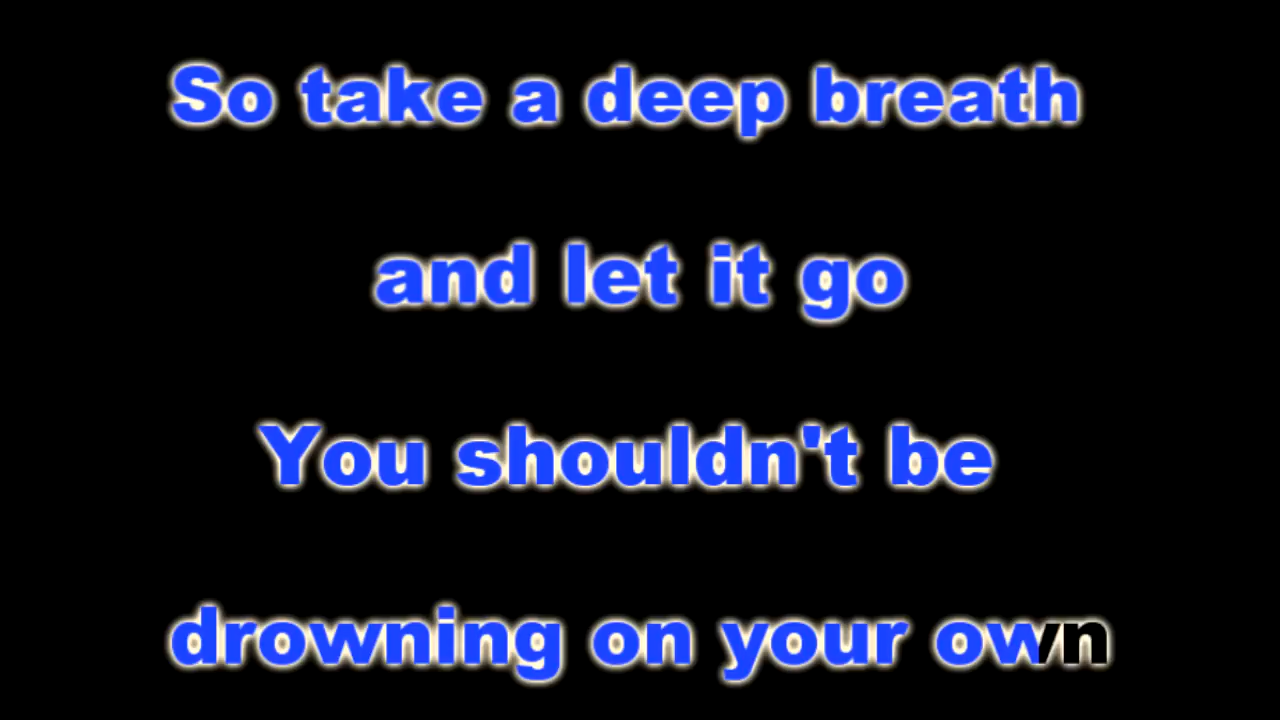 So take a deep breath
and let it go
You shouldn't be
drowning on your own